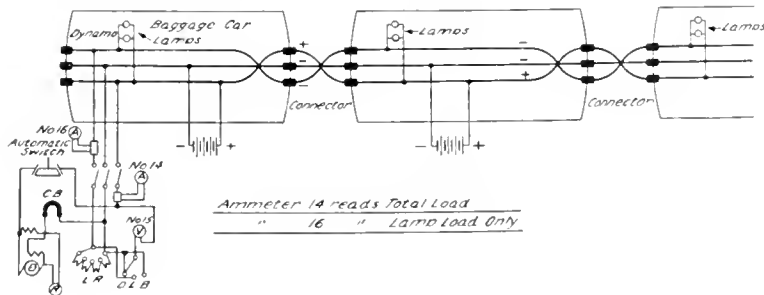 Dynamo
Baggage Car
Lamps
+
−
−
Connector
− +
Lamps
−
−
+
Connector
− +
Lamps
No 16
A
Automatic
Switch
No 14
A
C B
No 15
V
D
L R
O L B
Ammeter 14 reads Total Load
" 16 " Lamp Load Only